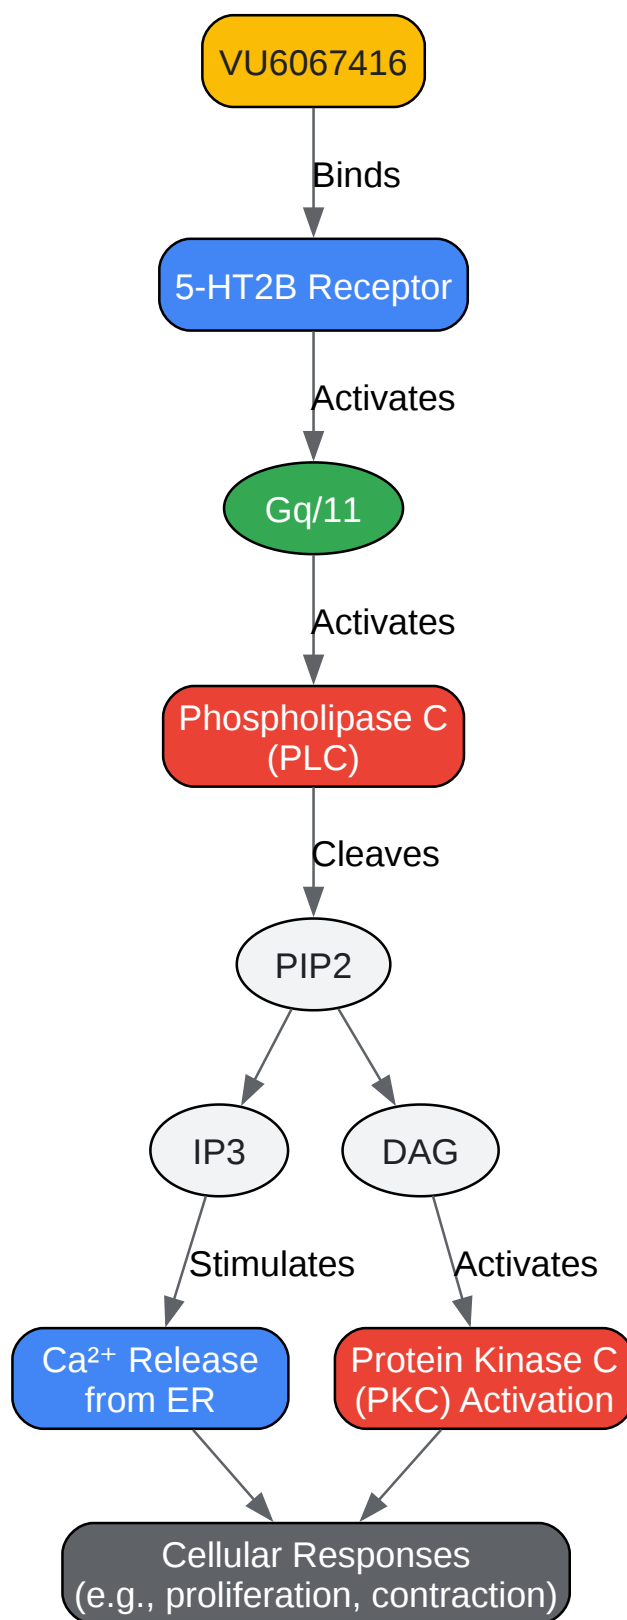 VU6067416
Binds
5-HT2B Receptor
Activates
Gq/11
Activates
Phospholipase C
(PLC)
Cleaves
PIP2
IP3
DAG
Stimulates
Activates
Ca²⁺ Release
from ER
Protein Kinase C
(PKC) Activation
Cellular Responses
(e.g., proliferation, contraction)